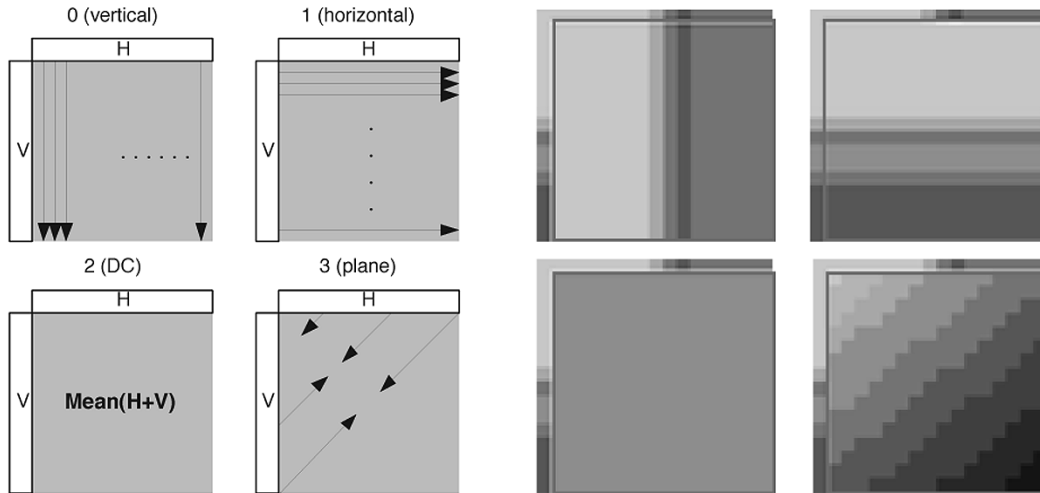 0 (vertical)
H
V
1 (horizontal)
H
V
2 (DC)
H
V
Mean(H+V)
3 (plane)
H
V